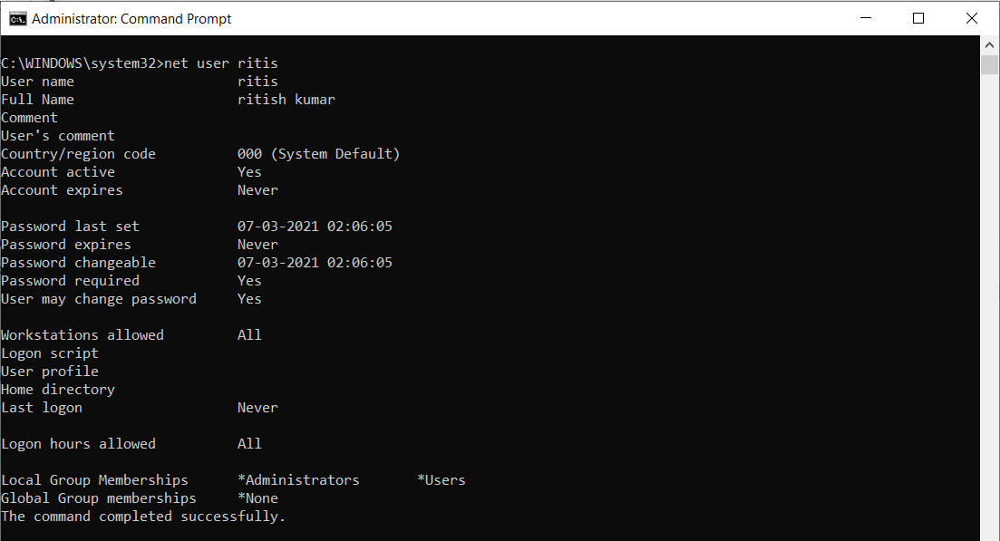 Administrator: Command Prompt
C:\WINDOWS\system32>net user ritis
User name                    ritis
Full Name                    ritish kumar
Comment
User's comment
Country/region code          000 (System Default)
Account active               Yes
Account expires              Never
Password last set            07-03-2021 02:06:05
Password expires             Never
Password changeable          07-03-2021 02:06:05
Password required            Yes
User may change password     Yes
Workstations allowed         All
Logon script
User profile
Home directory
Last logon                   Never
Logon hours allowed          All
Local Group Memberships      *Administrators       *Users
Global Group memberships     *None
The command completed successfully.